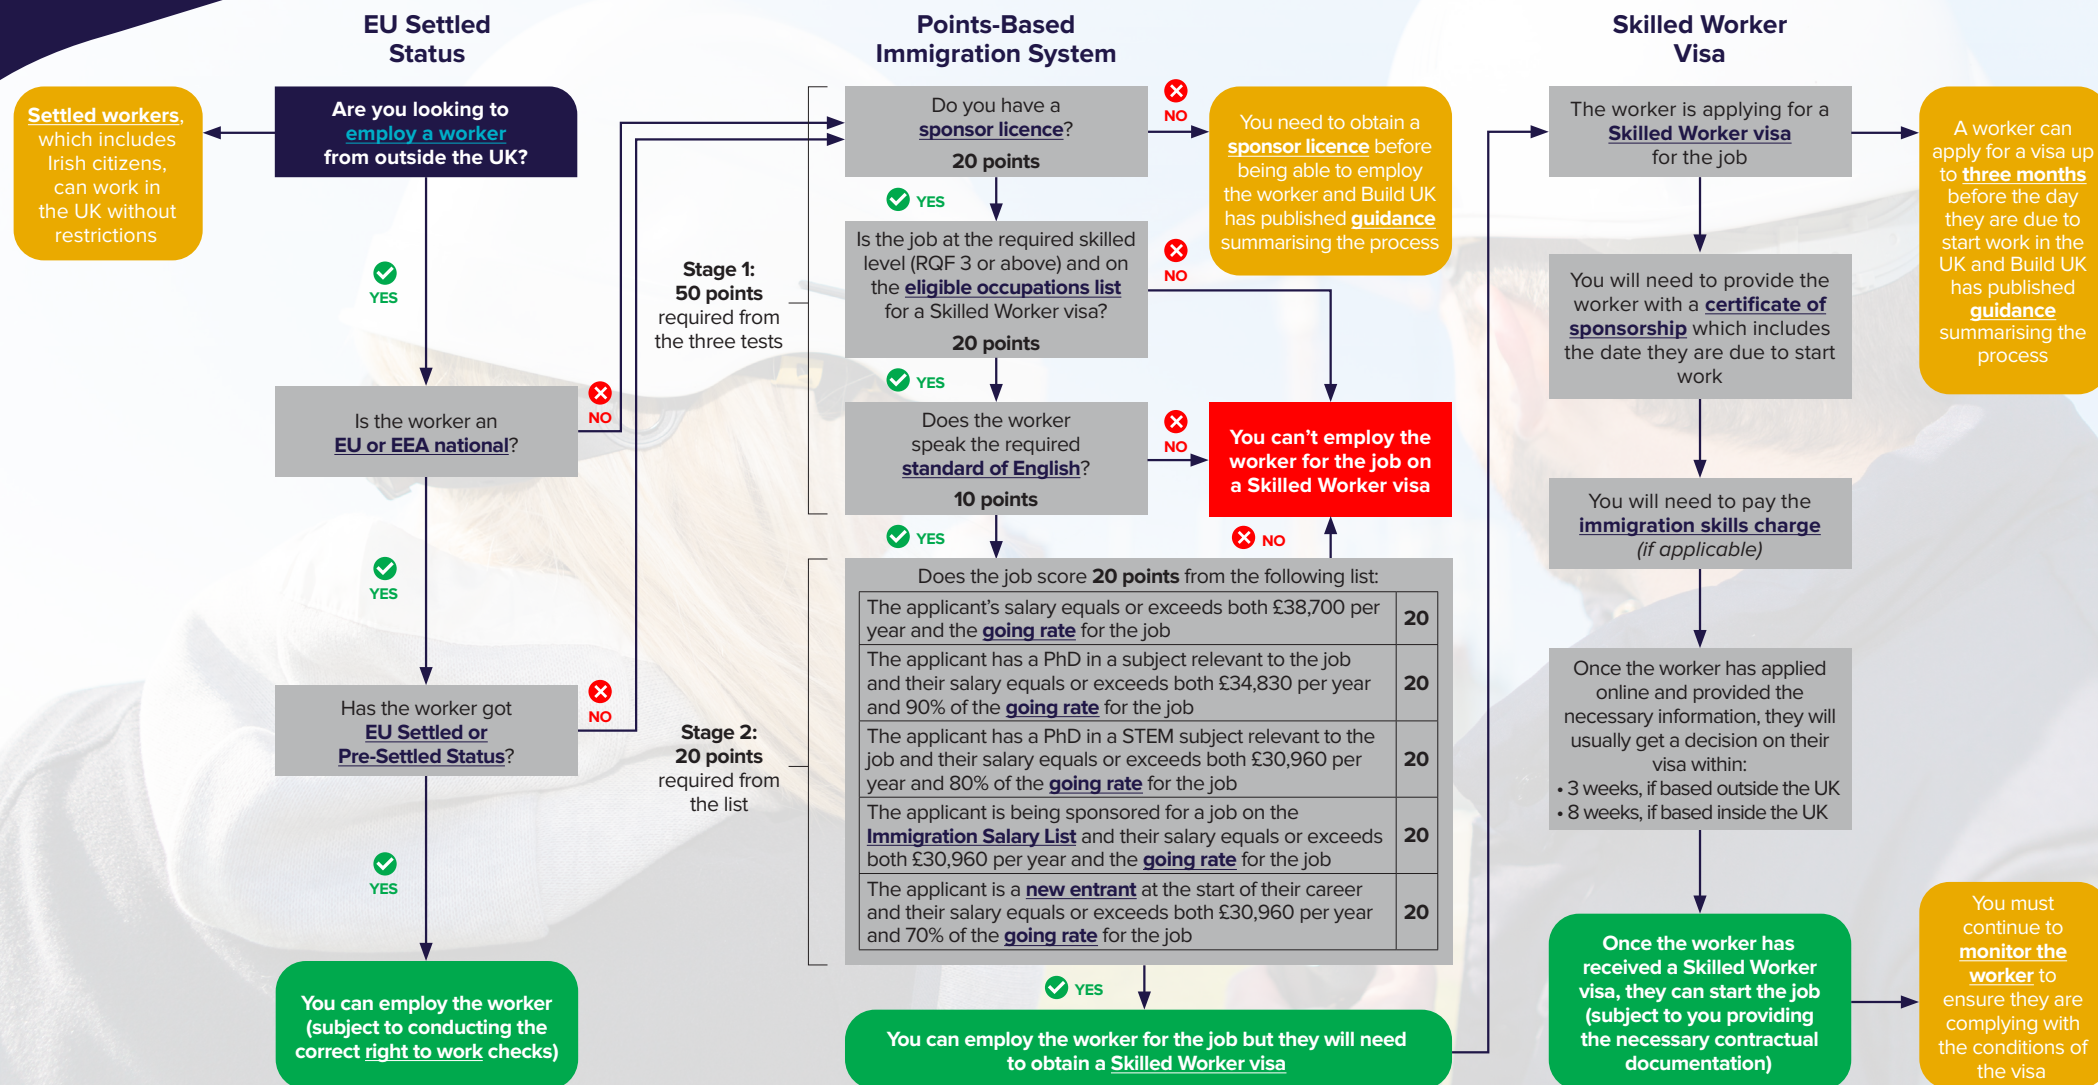 EU Settled
Status
Settled workers,
which includes
Irish citizens,
can work in
the UK without
restrictions
Are you looking to
employ a worker
from outside the UK?
YES
Is the worker an
EU or EEA national?
NO
YES
Has the worker got
EU Settled or
Pre-Settled Status?
NO
YES
You can employ the worker
(subject to conducting the
correct right to work checks)
Points-Based
Immigration System
Stage 1:
50 points
required from
the three tests
Do you have a
sponsor licence?
20 points
NO
You need to obtain a
sponsor licence before
being able to employ
the worker and Build UK
has published guidance
summarising the process
YES
Is the job at the required skilled
level (RQF 3 or above) and on
the eligible occupations list
for a Skilled Worker visa?
20 points
NO
YES
Does the worker
speak the required
standard of English?
10 points
NO
You can't employ the
worker for the job on
a Skilled Worker visa
YES
NO
Stage 2:
20 points
required from
the list
Does the job score 20 points from the following list:
The applicant's salary equals or exceeds both £38,700 per
year and the going rate for the job
20
The applicant has a PhD in a subject relevant to the job
and their salary equals or exceeds both £34,830 per year
and 90% of the going rate for the job
20
The applicant has a PhD in a STEM subject relevant to the
job and their salary equals or exceeds both £30,960 per
year and 80% of the going rate for the job
20
The applicant is being sponsored for a job on the
Immigration Salary List and their salary equals or exceeds
both £30,960 per year and the going rate for the job
20
The applicant is a new entrant at the start of their career
and their salary equals or exceeds both £30,960 per year
and 70% of the going rate for the job
20
YES
You can employ the worker for the job but they will need
to obtain a Skilled Worker visa
Skilled Worker
Visa
The worker is applying for a
Skilled Worker visa
for the job
A worker can
apply for a visa up
to three months
before the day
they are due to
start work in the
UK and Build UK
has published
guidance
summarising the
process
You will need to provide the
worker with a certificate of
sponsorship which includes
the date they are due to start
work
You will need to pay the
immigration skills charge
(if applicable)
Once the worker has applied
online and provided the
necessary information, they will
usually get a decision on their
visa within:
• 3 weeks, if based outside the UK
• 8 weeks, if based inside the UK
Once the worker has
received a Skilled Worker
visa, they can start the job
(subject to you providing
the necessary contractual
documentation)
You must
continue to
monitor the
worker to
ensure they are
complying with
the conditions of
the visa